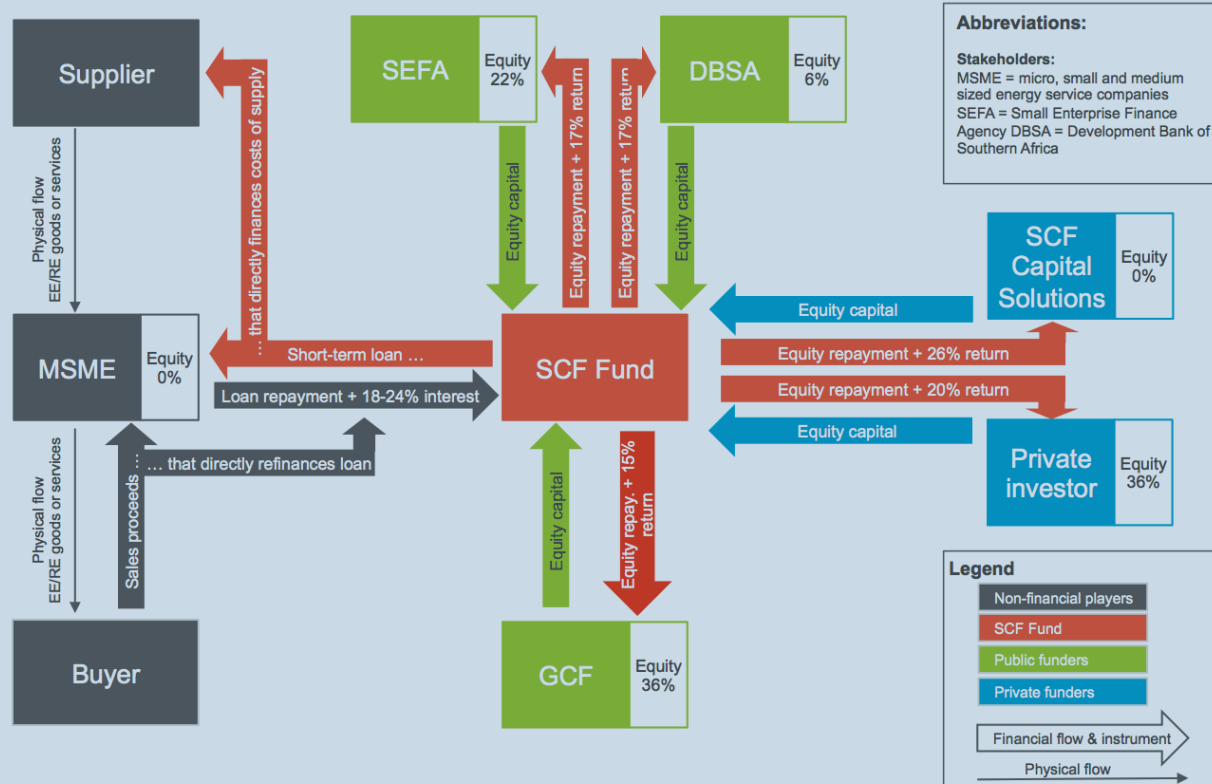 Supplier
SEFA
Equity
22%
DBSA
Equity
6%
Abbreviations:
Stakeholders:
MSME = micro, small and medium
sized energy service companies
SEFA = Small Enterprise Finance
Agency DBSA = Development Bank of
Southern Africa
Physical flow
EE/RE goods or services
… that directly finances costs of supply
Equity capital
Equity repayment + 17% return
Equity repayment + 17% return
Equity capital
SCF
Capital
Solutions
Equity
0%
MSME
Equity
0%
Short-term loan …
Loan repayment + 18-24% interest
SCF Fund
Equity capital
Equity repayment + 26% return
Equity repayment + 20% return
Equity capital
Private
investor
Equity
36%
Physical flow
EE/RE goods or services
Sales proceeds …
… that directly refinances loan
Equity capital
Equity repay. + 15%
return
Buyer
GCF
Equity
36%
Legend
Non-financial players
SCF Fund
Public funders
Private funders
Financial flow & instrument
Physical flow